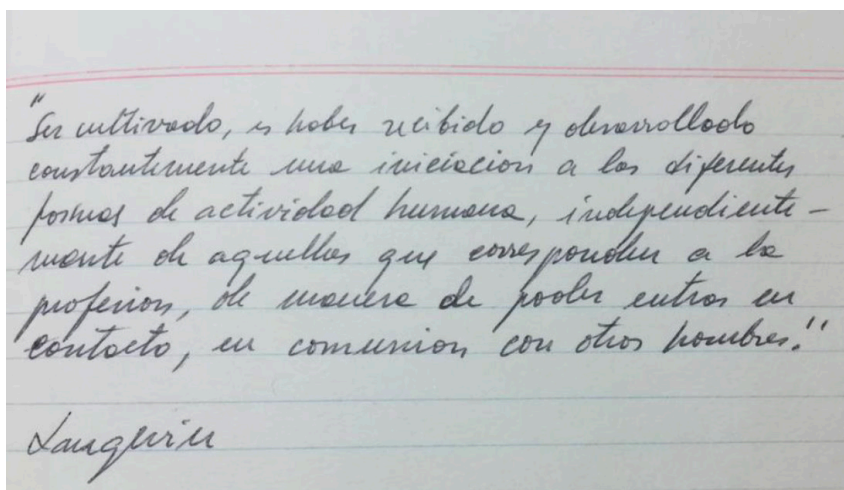 "Ser cultivado, es haber recibido y desarrollado
constantemente una iniciación a las diferentes
formas de actividad humana, independiente-
mente de aquellas que corresponden a la
profesion, de manera de poder entrar en
contacto, en comunion con otros hombres."
Langevin